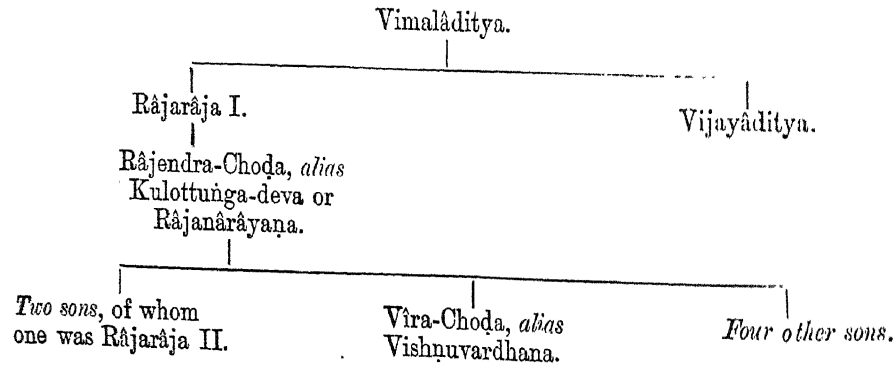 Vimalâditya.
Râjarâja I.
Vijayâditya.
Râjendra-Choḍa, alias
Kulottuṅga-deva or
Râjanârâyaṇa.
Two sons, of whom
one was Râjarâja II.
Vîra-Choḍa, alias
Vishṇuvardhana.
Four other sons.